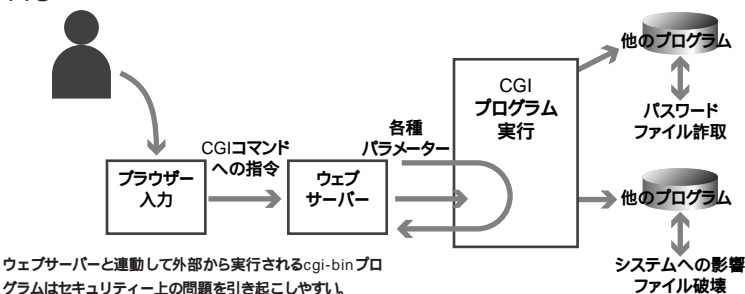 他のプログラム
CGI
プログラム
実行
パスワード
ファイル詐取
各種
パラメーター
CGIコマンド
への指令
ブラウザー
入力
ウェブ
サーバー
他のプログラム
システムへの影響
ファイル破壊
ウェブサーバーと連動して外部から実行されるcgi-binプロ
グラムはセキュリティー上の問題を引き起こしやすい。